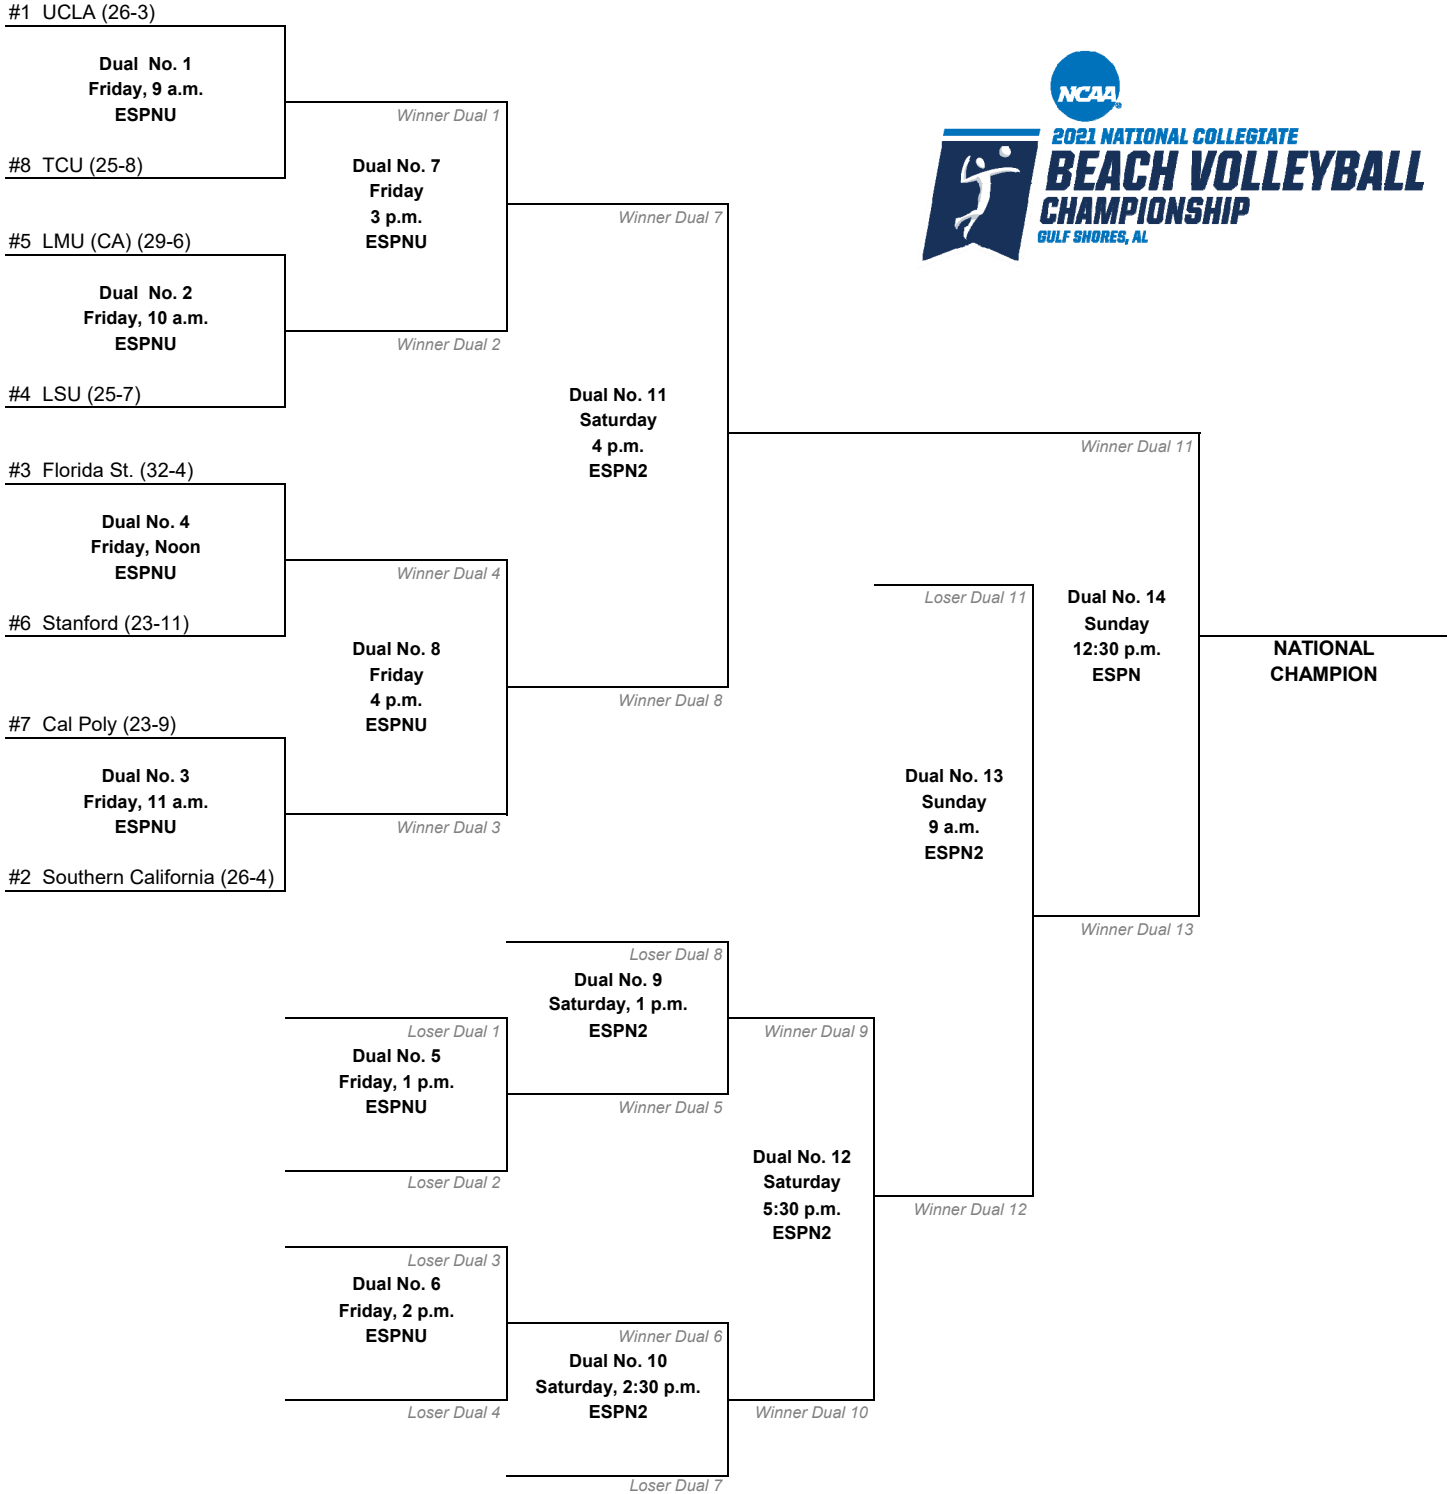 #1 UCLA (26-3)
Dual No. 1
Friday, 9 a.m.
ESPNU
#8 TCU (25-8)
Winner Dual 1
Dual No. 7
Friday
3 p.m.
ESPNU
#5 LMU (CA) (29-6)
Dual No. 2
Friday, 10 a.m.
ESPNU
#4 LSU (25-7)
Winner Dual 2
Winner Dual 7
Dual No. 11
Saturday
4 p.m.
ESPN2
NCAA
2021 NATIONAL COLLEGIATE
BEACH VOLLEYBALL
CHAMPIONSHIP
GULF SHORES, AL
#3 Florida St. (32-4)
Dual No. 4
Friday, Noon
ESPNU
#6 Stanford (23-11)
Winner Dual 4
Dual No. 8
Friday
4 p.m.
ESPNU
#7 Cal Poly (23-9)
Dual No. 3
Friday, 11 a.m.
ESPNU
#2 Southern California (26-4)
Winner Dual 3
Winner Dual 8
Winner Dual 11
Loser Dual 11
Dual No. 14
Sunday
12:30 p.m.
ESPN
NATIONAL
CHAMPION
Dual No. 13
Sunday
9 a.m.
ESPN2
Winner Dual 13
Loser Dual 8
Dual No. 9
Saturday, 1 p.m.
ESPN2
Loser Dual 1
Dual No. 5
Friday, 1 p.m.
ESPNU
Loser Dual 2
Winner Dual 5
Winner Dual 9
Dual No. 12
Saturday
5:30 p.m.
ESPN2
Winner Dual 12
Loser Dual 3
Dual No. 6
Friday, 2 p.m.
ESPNU
Loser Dual 4
Winner Dual 6
Dual No. 10
Saturday, 2:30 p.m.
ESPN2
Winner Dual 10
Loser Dual 7